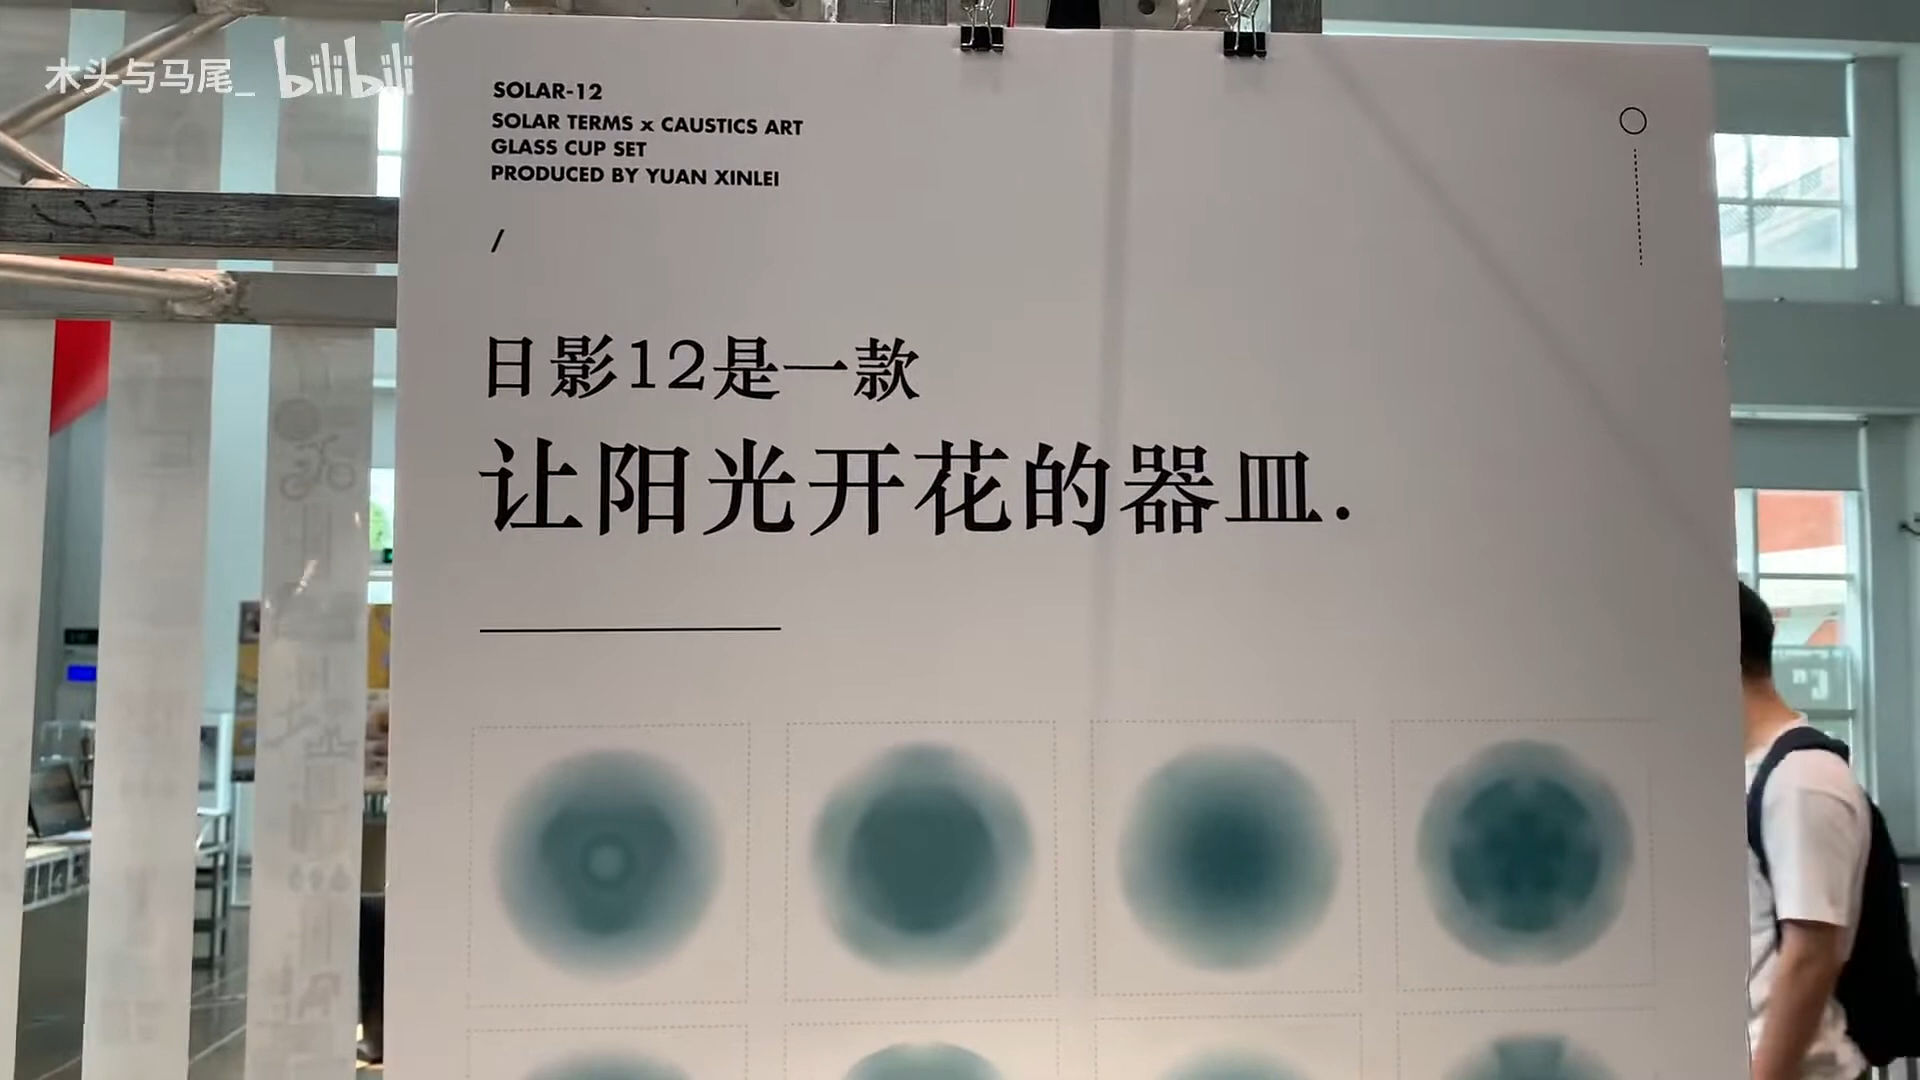 木头与马尾_ bilibili
SOLAR-12
SOLAR TERMS x CAUSTICS ART
GLASS CUP SET
PRODUCED BY YUAN XINLEI
/
日影12是一款
让阳光开花的器皿.